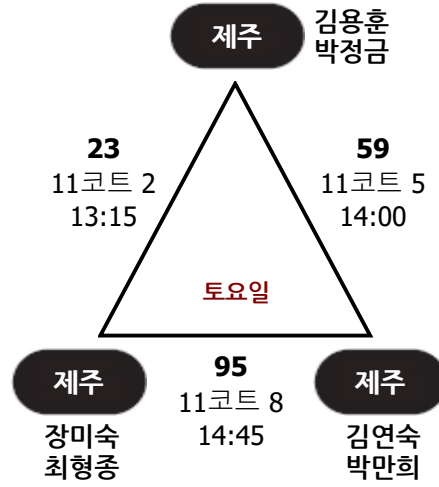 제주
김용훈
박정금
23
11코트 2
13:15
59
11코트 5
14:00
토요일
제주
장미숙
최형종
95
11코트 8
14:45
제주
김연숙
박만희